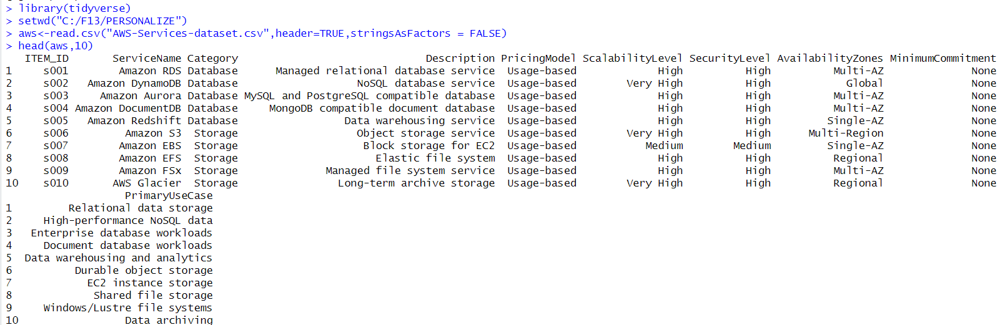 > library(tidyverse)
> setwd("C:/F13/PERSONALIZE")
> aws<-read.csv("AWS-Services-dataset.csv",header=TRUE,stringsAsFactors = FALSE)
> head(aws,10)
ITEM_ID ServiceName Category Description PricingModel ScalabilityLevel SecurityLevel AvailabilityZones MinimumCommitment
1 s001 Amazon RDS Database Managed relational database service Usage-based High High Multi-AZ None
2 s002 Amazon DynamoDB Database NoSQL database service Usage-based Very High High Global None
3 s003 Amazon Aurora Database MySQL and PostgreSQL compatible database Usage-based High High Multi-AZ None
4 s004 Amazon DocumentDB Database MongoDB compatible document database Usage-based High High Multi-AZ None
5 s005 Amazon Redshift Database Data warehousing service Usage-based High High Single-AZ None
6 s006 Amazon S3 Storage Object storage service Usage-based Very High High Multi-Region None
7 s007 Amazon EBS Storage Block storage for EC2 Usage-based Medium Medium Single-AZ None
8 s008 Amazon EFS Storage Elastic file system Usage-based High High Regional None
9 s009 Amazon FSx Storage Managed file system service Usage-based High High Multi-AZ None
10 s010 AWS Glacier Storage Long-term archive storage Usage-based Very High High Regional None
PrimaryUseCase
1 Relational data storage
2 High-performance NoSQL data
3 Enterprise database workloads
4 Document database workloads
5 Data warehousing and analytics
6 Durable object storage
7 EC2 instance storage
8 Shared file storage
9 Windows/Lustre file systems
10 Data archiving